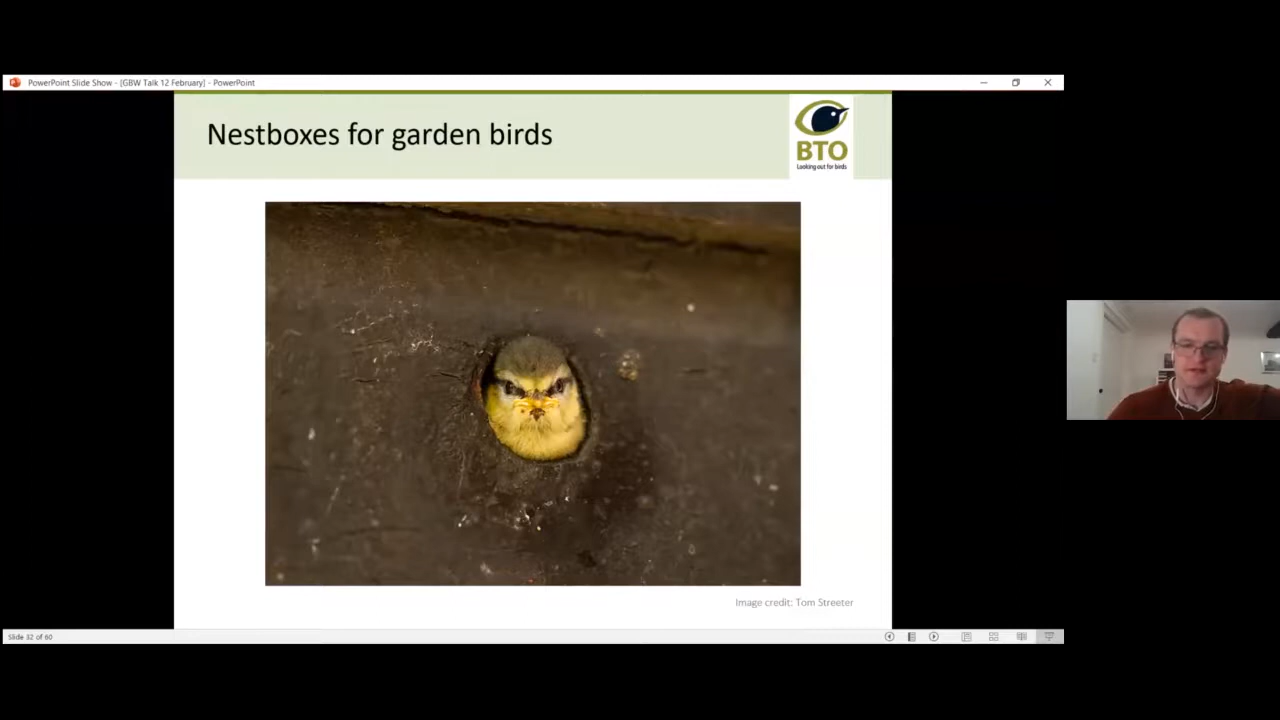 PowerPoint Slide Show - [GBW Talk 12 February] - PowerPoint
Nestboxes for garden birds
BTO
Looking out for birds
Image credit: Tom Streeter
Slide 32 of 60